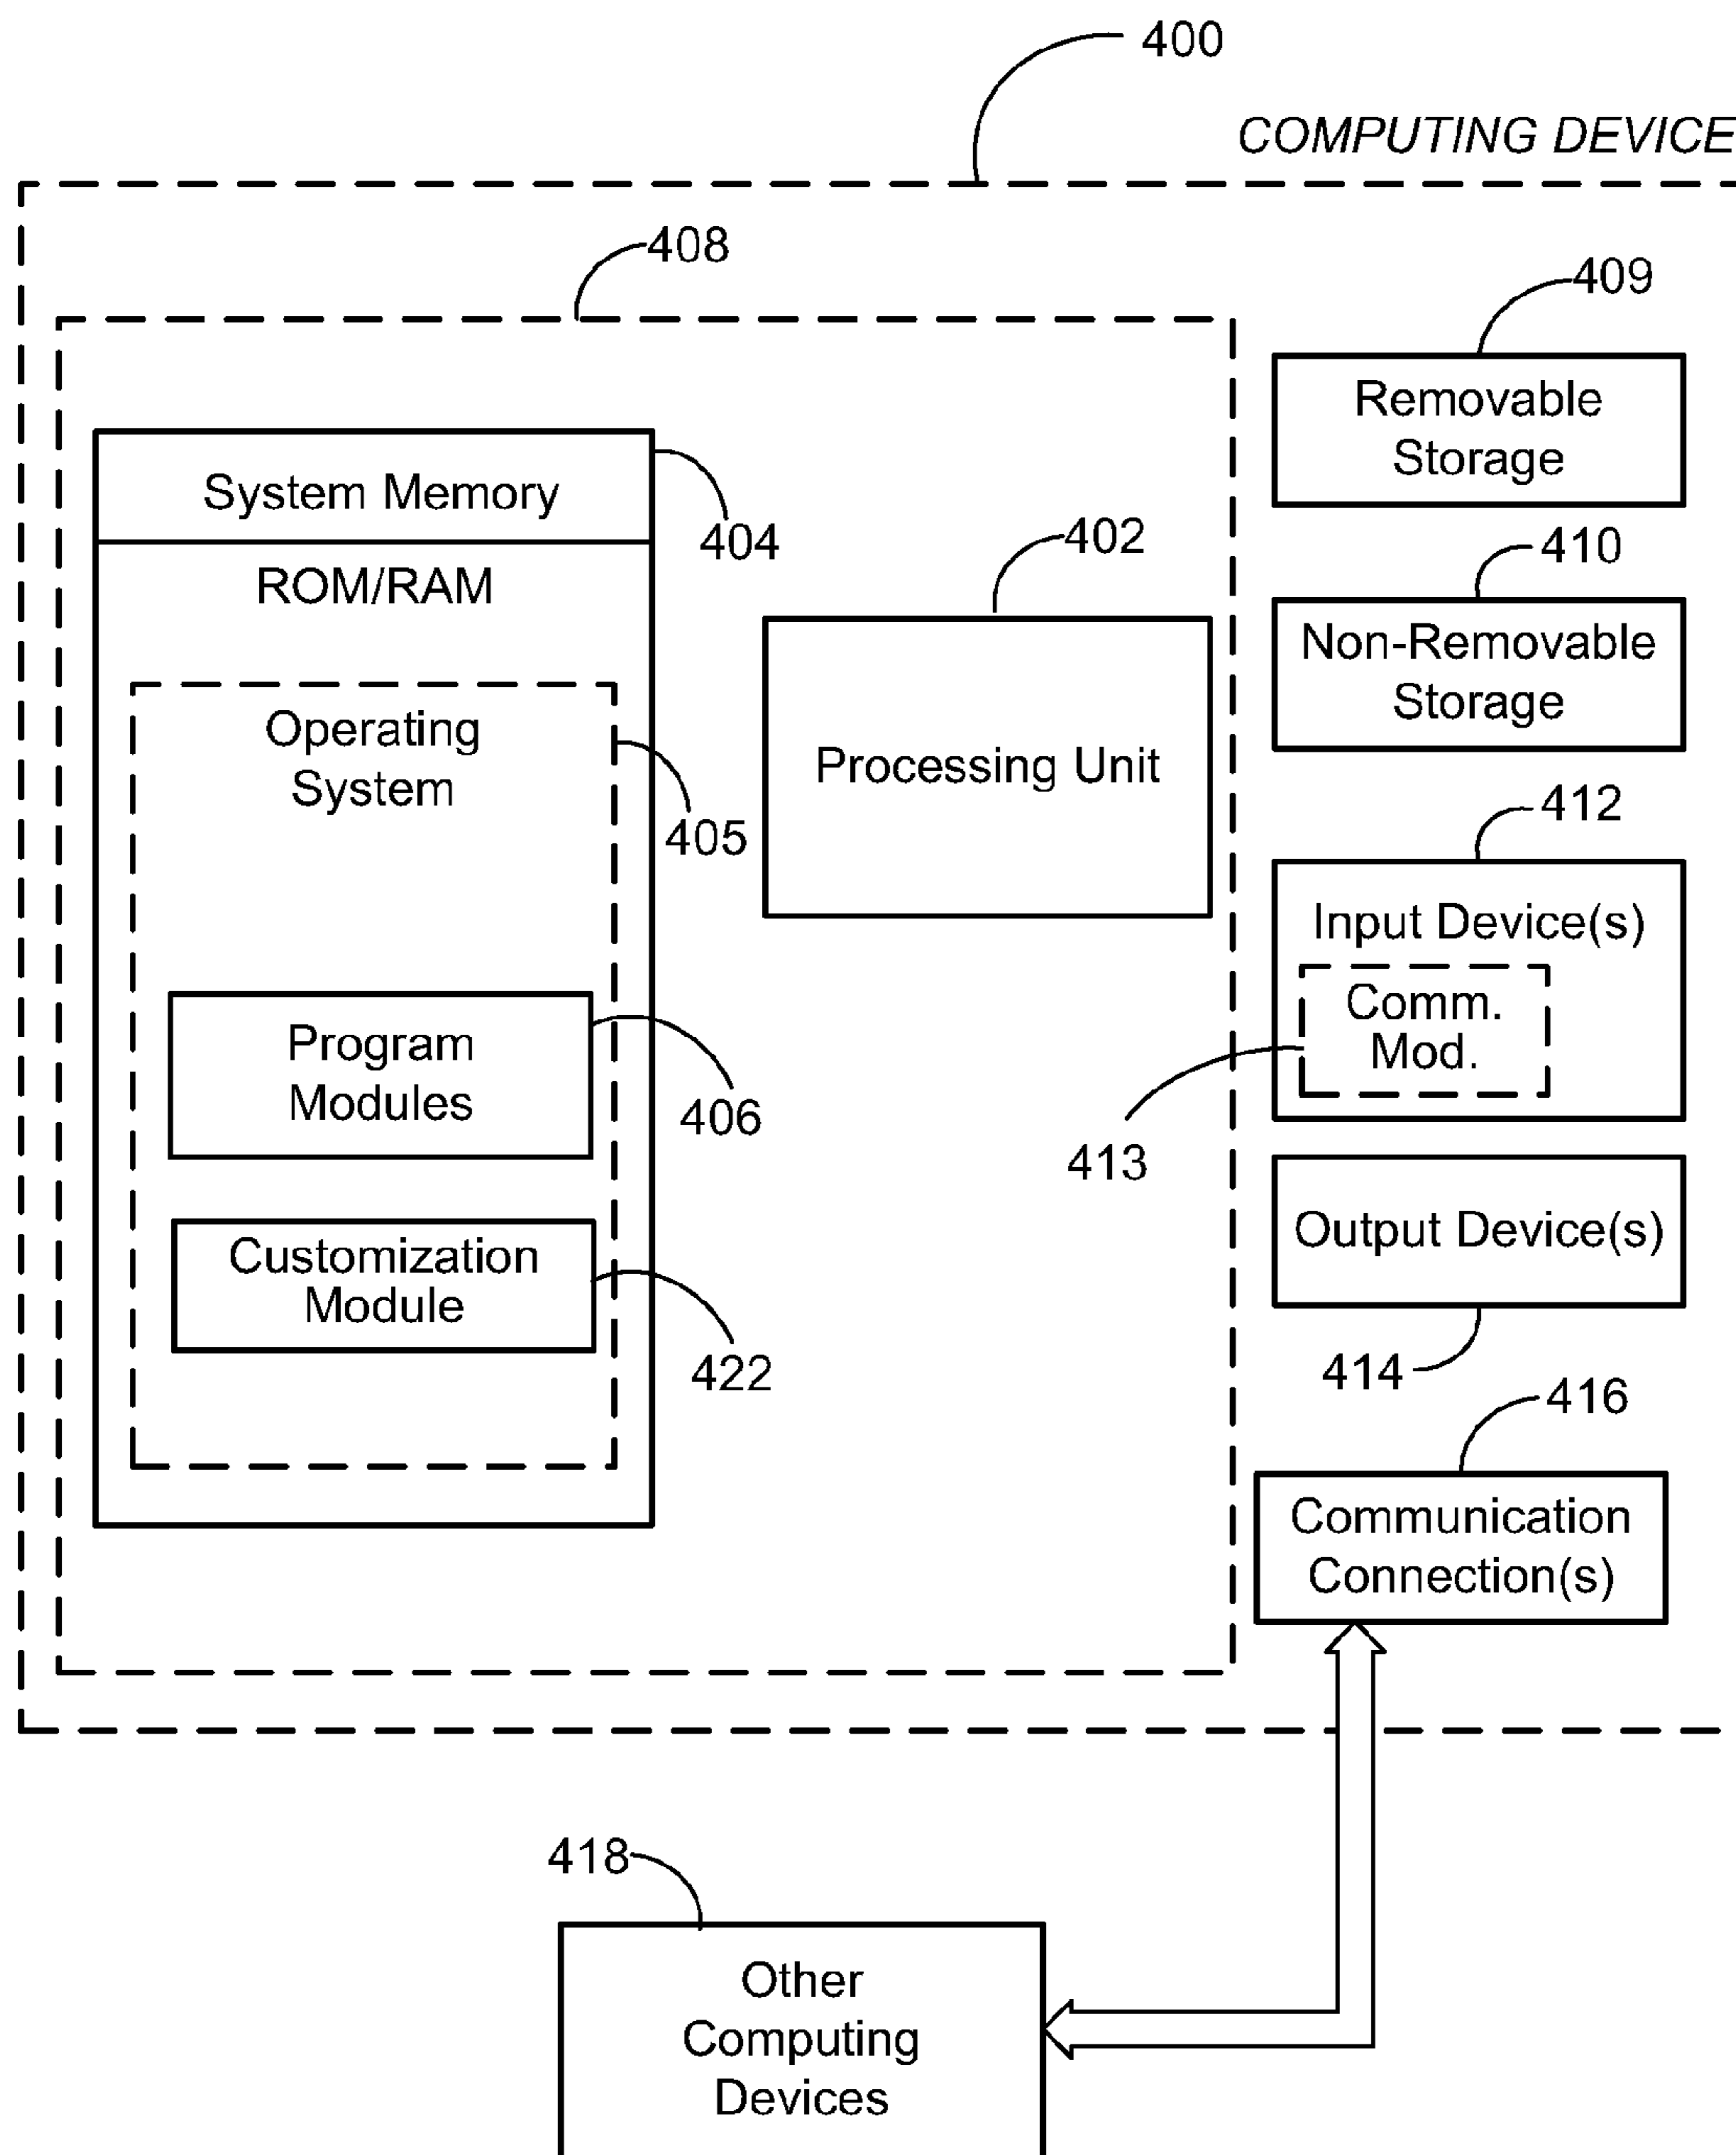 400
COMPUTING DEVICE
408
409
Removable
Storage
System Memory
404
ROM/RAM
402
410
Non-Removable
Storage
Operating
System
405
Processing Unit
412
Input Device(s)
Comm.
Mod.
413
Program
Modules
406
Output Device(s)
414
Customization
Module
422
416
Communication
Connection(s)
418
Other
Computing
Devices